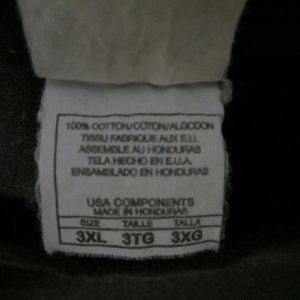 100% COTTON/COTON/ALGODON
TISSU FABRIQUE AUX E.U.
ASSEMBLE AU HONDURAS
TELA HECHO EN E.U.A.
ENSAMBLADO EN HONDURAS
USA COMPONENTS
MADE IN HONDURAS
SIZE TAILLE TALLA
3XL 3TG 3XG